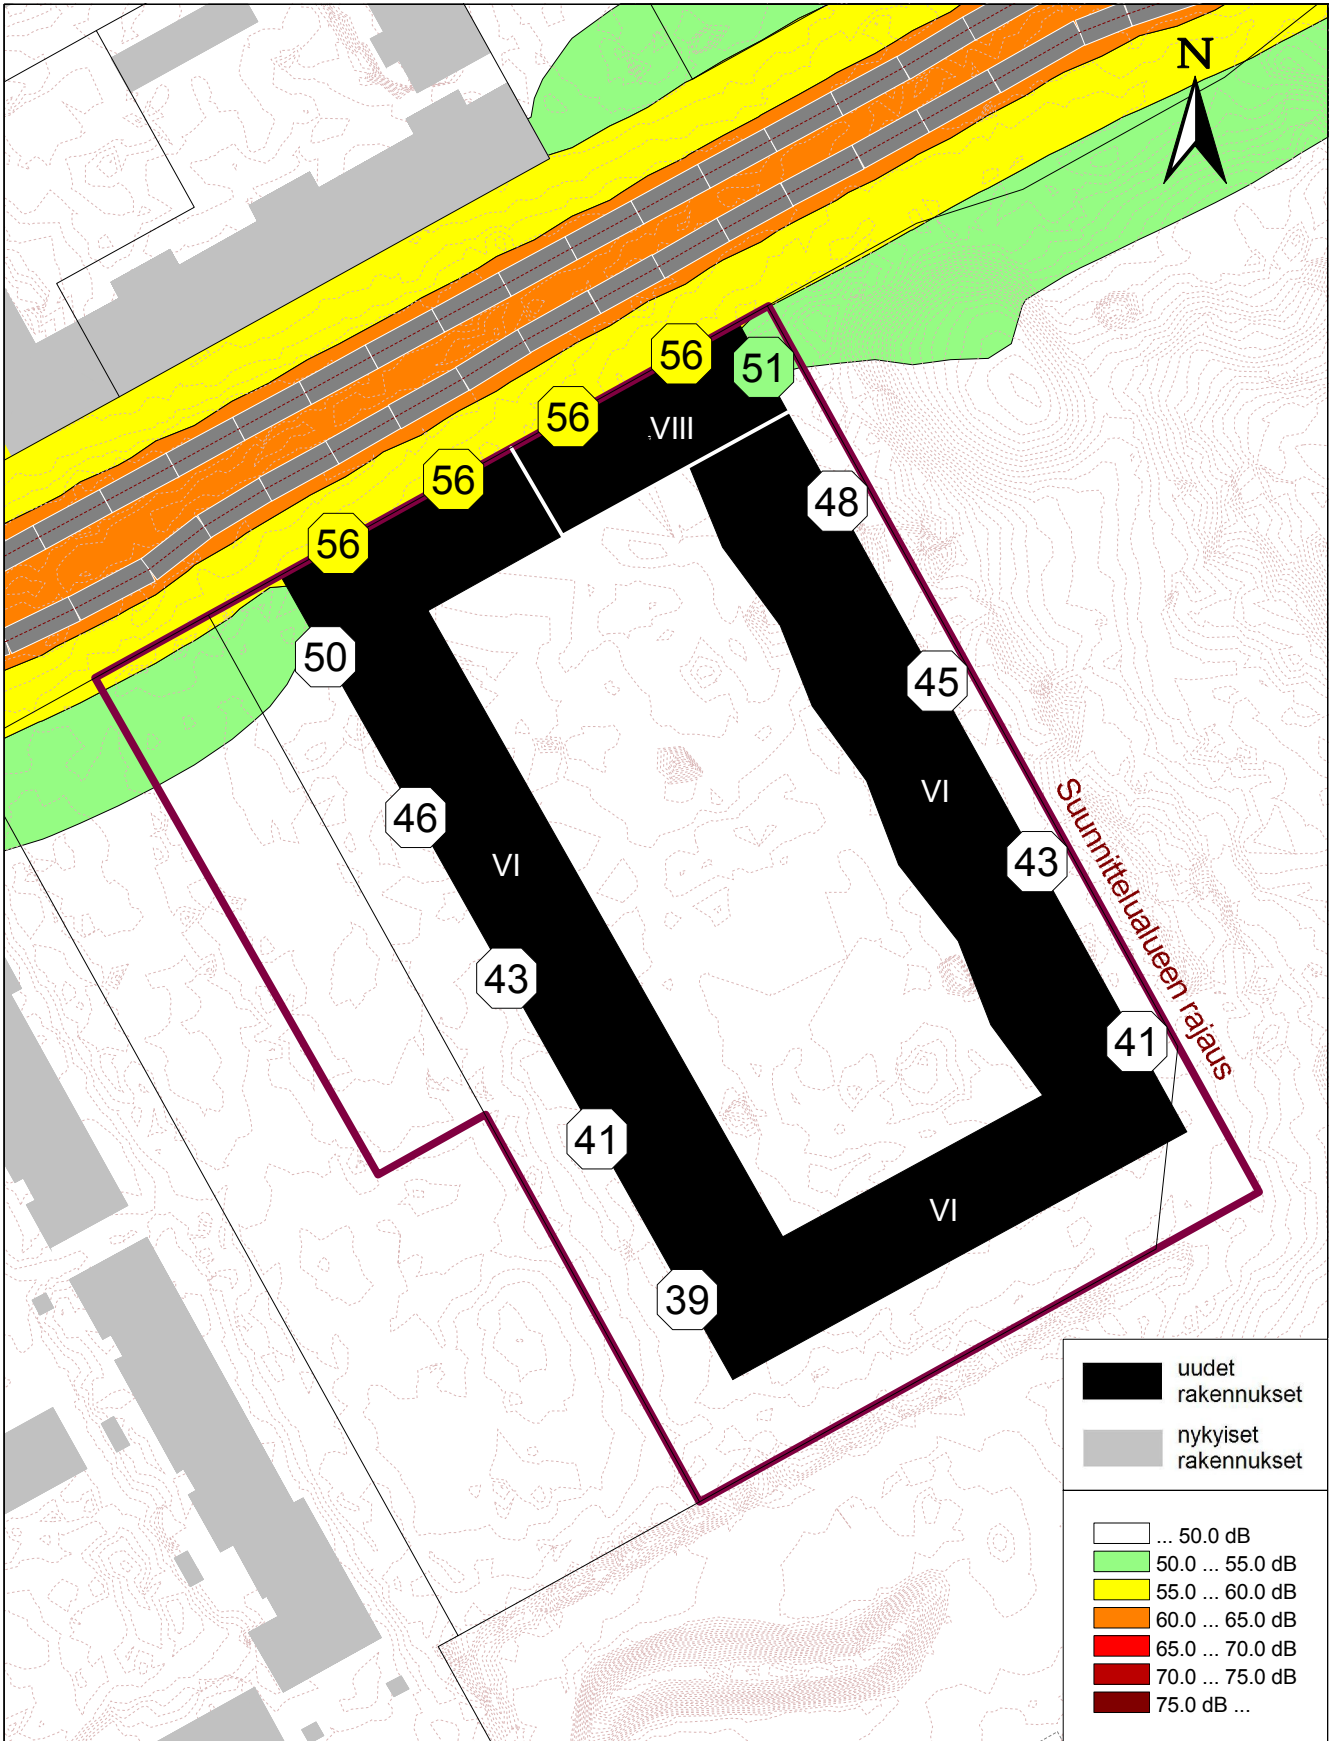 N
56
51
56
VIII
56
48
56
50
45
46
VI
VI
43
Suunnittelualueen rajaus
43
41
41
VI
39
uudet
rakennukset
nykyiset
rakennukset
... 50.0 dB
50.0 ... 55.0 dB
55.0 ... 60.0 dB
60.0 ... 65.0 dB
65.0 ... 70.0 dB
70.0 ... 75.0 dB
75.0 dB ...